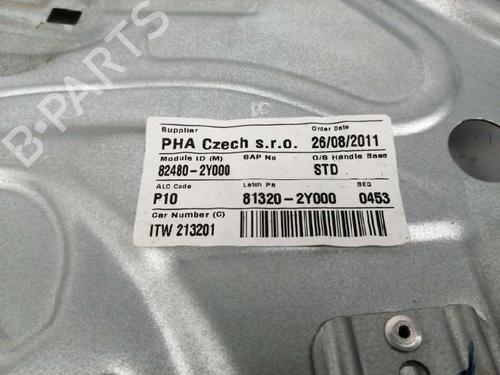 B-PARTS
Supplier Order Date
PHA Czech s.r.o. 26/08/2011
Module ID (M) SAP No O/S Handle Base
82480-2Y000 STD
ALC Code Latch PN SEQ
P10 81320-2Y000 0453
Car Number (C)
ITW 213201
B-PARTS